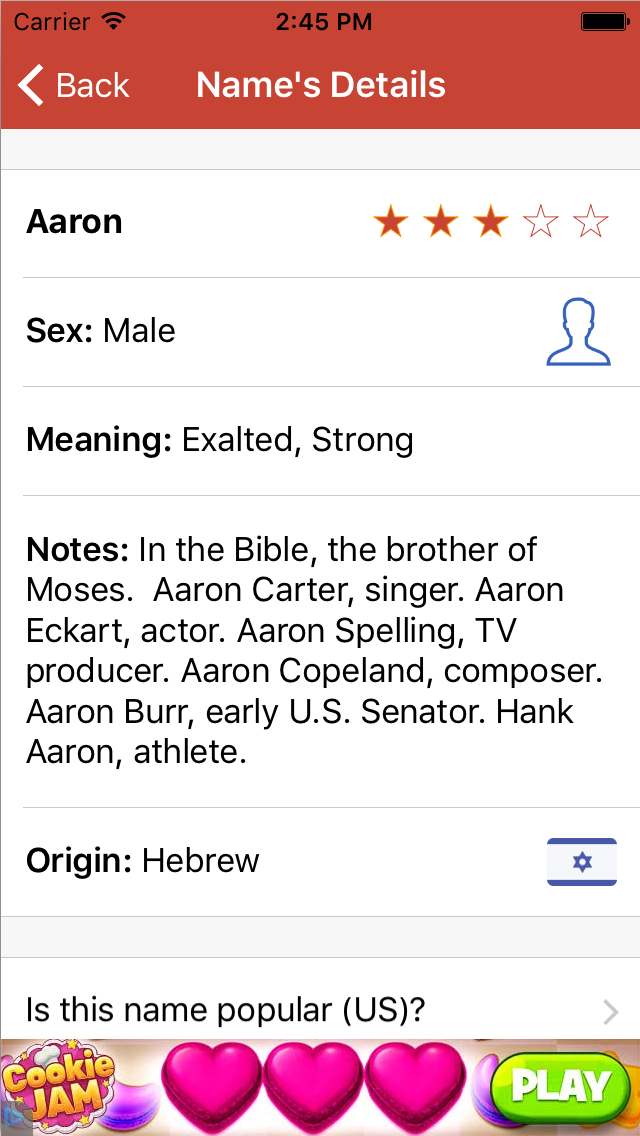 Carrier 2:45 PM
Back Name's Details
Aaron
Sex: Male
Meaning: Exalted, Strong
Notes: In the Bible, the brother of
Moses.  Aaron Carter, singer. Aaron
Eckart, actor. Aaron Spelling, TV
producer. Aaron Copeland, composer.
Aaron Burr, early U.S. Senator. Hank
Aaron, athlete.
Origin: Hebrew
Is this name popular (US)?
Cookie
JAM
PLAY